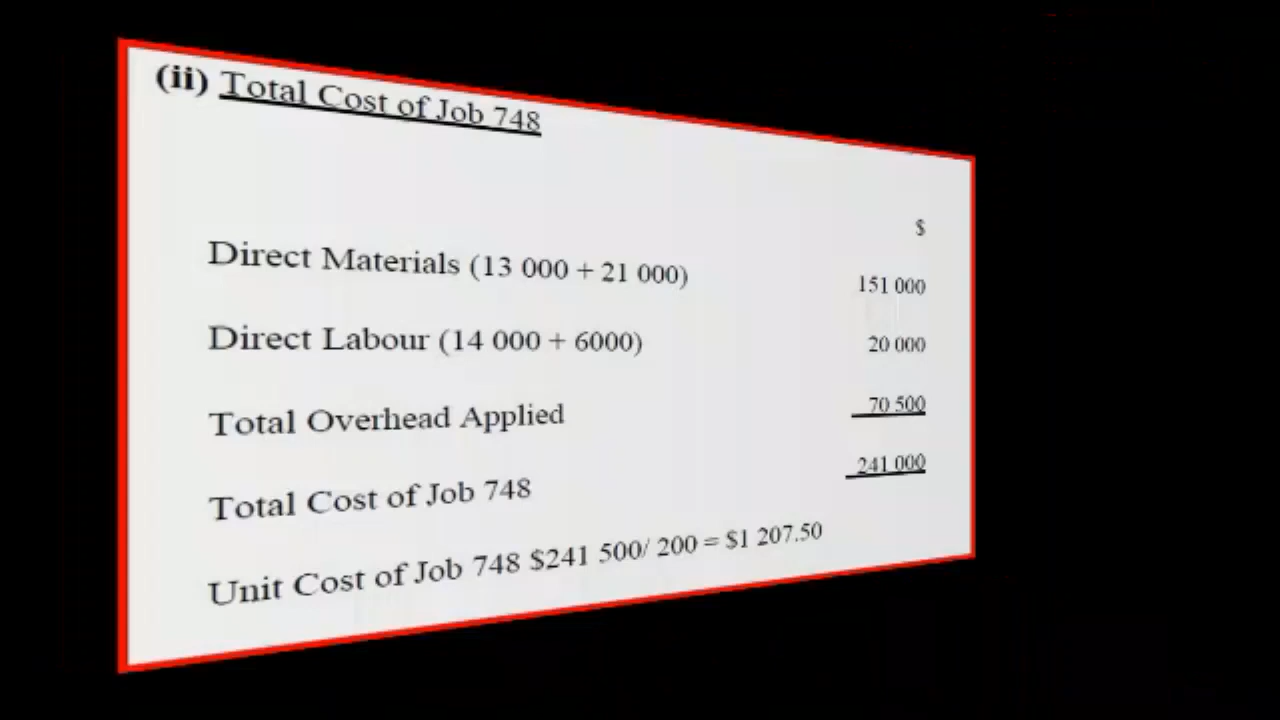 (ii) Total Cost of Job 748
$
Direct Materials (13 000 + 21 000) 151 000
Direct Labour (14 000 + 6000) 20 000
Total Overhead Applied 70 500
Total Cost of Job 748 241 000
Unit Cost of Job 748 $241 500/ 200 = $1 207.50